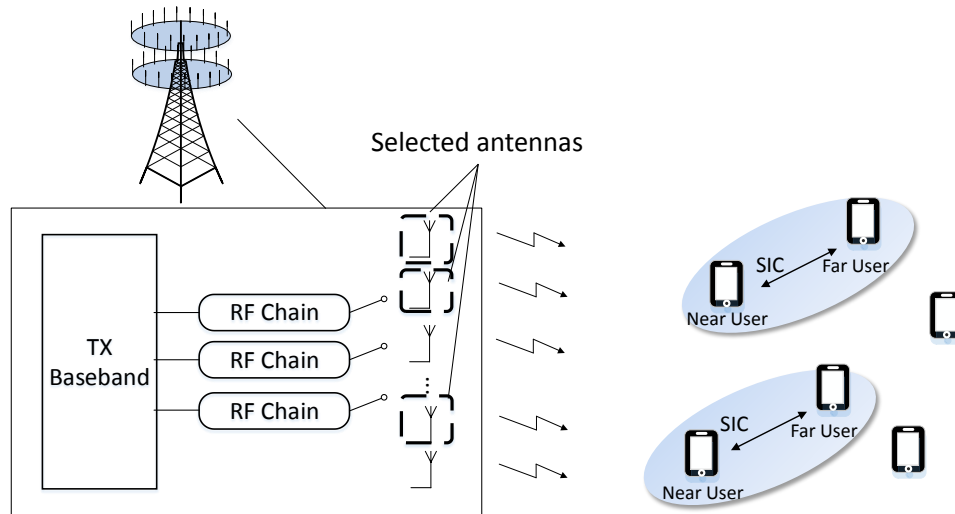 Selected antennas
TX
Baseband
RF Chain
RF Chain
RF Chain
...
SIC
Far User
Near User
SIC
Far User
Near User